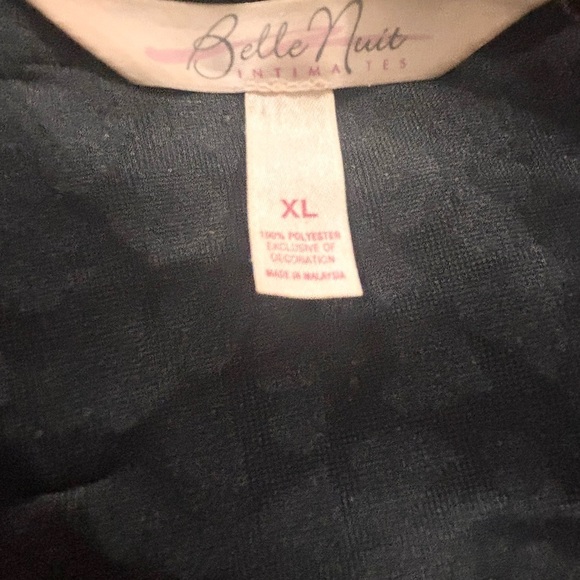 Belle Nuit
INTIMATES
XL
100% POLYESTER
EXCLUSIVE OF
DECORATION
MADE IN MALAYSIA